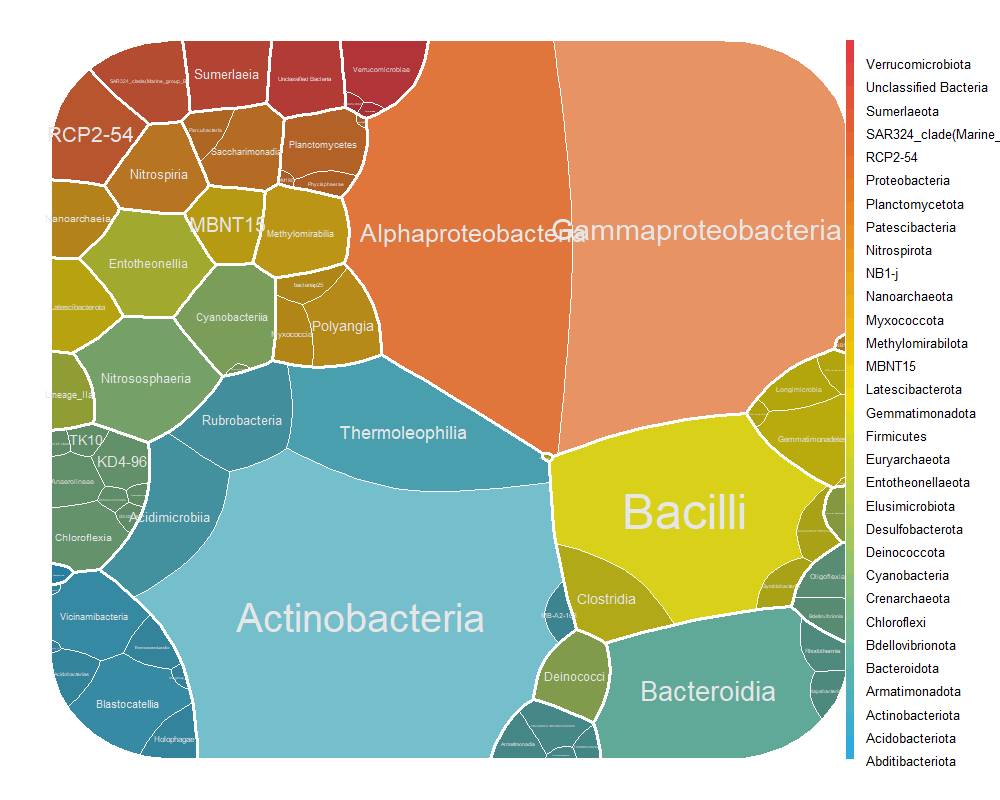 SAR324_clade(Marine_group_B
Sumerlaeia
Unclassified Bacteria
Verrucomicrobiae
RCP2-54
Parcubacteria
Saccharimonadia
Planctomycetes
Phycisphaerae
Nitrospiria
Nanoarchaeia
MBNT15
Methylomirabilia
Alphaproteobacteria
Gammaproteobacteria
Entotheonellia
bacteriap25
Latescibacterota
Cyanobacteriia
Myxococcia
Polyangia
Nitrososphaeria
Lineage_IIa
Longimicrobia
Rubrobacteria
Thermoleophilia
Gemmatimonadetes
TK10
KD4-96
Anaerolineae
Acidimicrobiia
Bacilli
Chloroflexia
Oligoflexia
Clostridia
Vicinamibacteria
Actinobacteria
MB-A2-108
Bdellovibrionia
Rhodothermia
Acidobacteriae
Deinococci
Bacteroidia
Kapabacteria
Blastocatellia
Holophagae
Armatimonadia
Verrucomicrobiota
Unclassified Bacteria
Sumerlaeota
SAR324_clade(Marine_
RCP2-54
Proteobacteria
Planctomycetota
Patescibacteria
Nitrospirota
NB1-j
Nanoarchaeota
Myxococcota
Methylomirabilota
MBNT15
Latescibacterota
Gemmatimonadota
Firmicutes
Euryarchaeota
Entotheonellaeota
Elusimicrobiota
Desulfobacterota
Deinococcota
Cyanobacteria
Crenarchaeota
Chloroflexi
Bdellovibrionota
Bacteroidota
Armatimonadota
Actinobacteriota
Acidobacteriota
Abditibacteriota